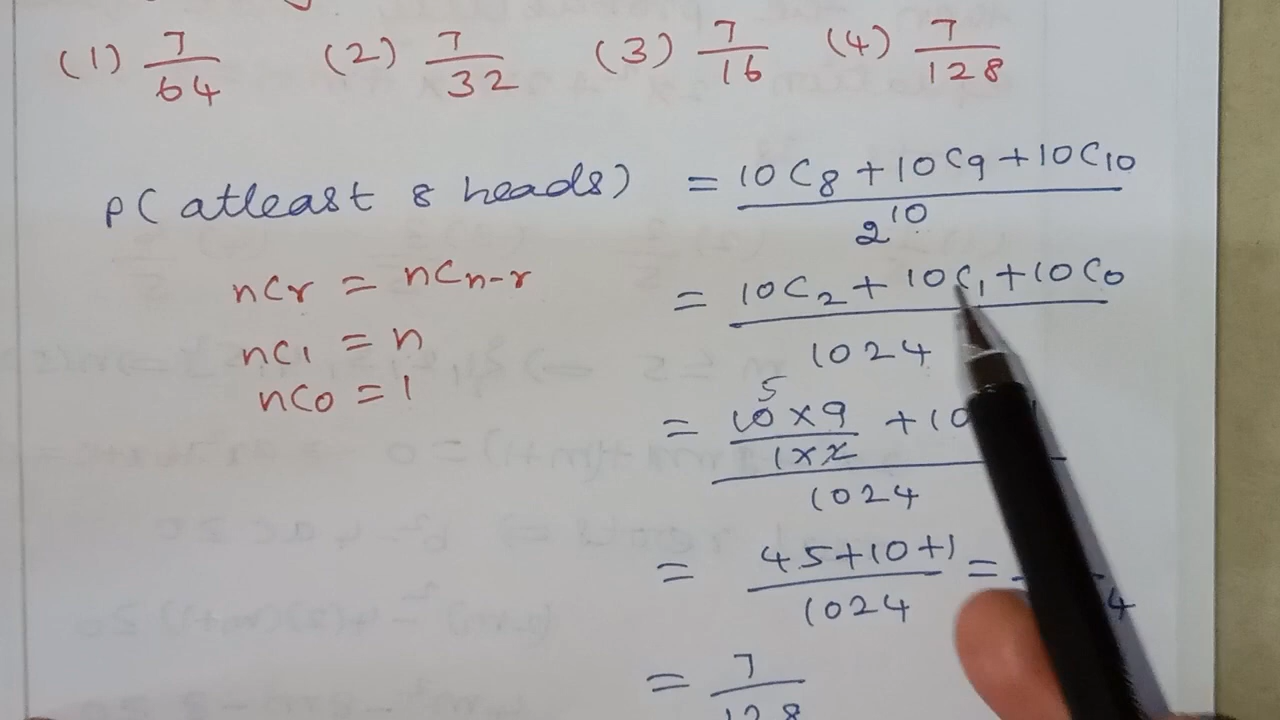 (1) 7/64 (2) 7/32 (3) 7/16 (4) 7/128
P(atleast 8 heads) = 10C8 + 10C9 + 10C10 / 2^10
nCr = nCn-r
= 10C2 + 10C1 + 10C0 / 1024
nC1 = n
nC0 = 1
5
= 10 × 9 / 1 × 2 + 10 / 1024
= 45+10+1 / 1024 =
= 7 / 128